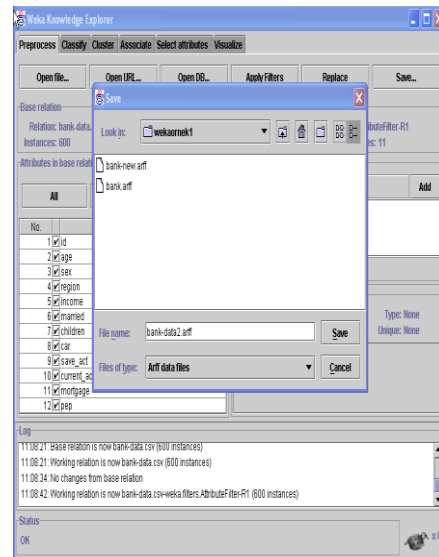 Weka Knowledge Explorer
Preprocess Classify Cluster Associate Select attributes Visualize
Open file... Open URL... Open DB... Apply Filters Replace Save...
Base relation
Relation: bank-data.
Instances: 600
ibuteFilter-R1
es: 11
Attributes in base relati
All
Add
No.
1 id
2 age
3 sex
4 region
5 income
6 married
7 children
8 car
9 save_act
10 current_ac
11 mortgage
12 pep
Type: None
Unique: None
Save
Look in: wekaornek1
bank-new.arff
bank.arff
File name: bank-data2.arff Save
Files of type: Arff data files Cancel
Log
11:08:21: Base relation is now bank-data.csv (600 instances)
11:08:21: Working relation is now bank-data.csv (600 instances)
11:08:34: No changes from base relation
11:08:42: Working relation is now bank-data.csv-weka.filters.AttributeFilter-R1 (600 instances)
Status
OK